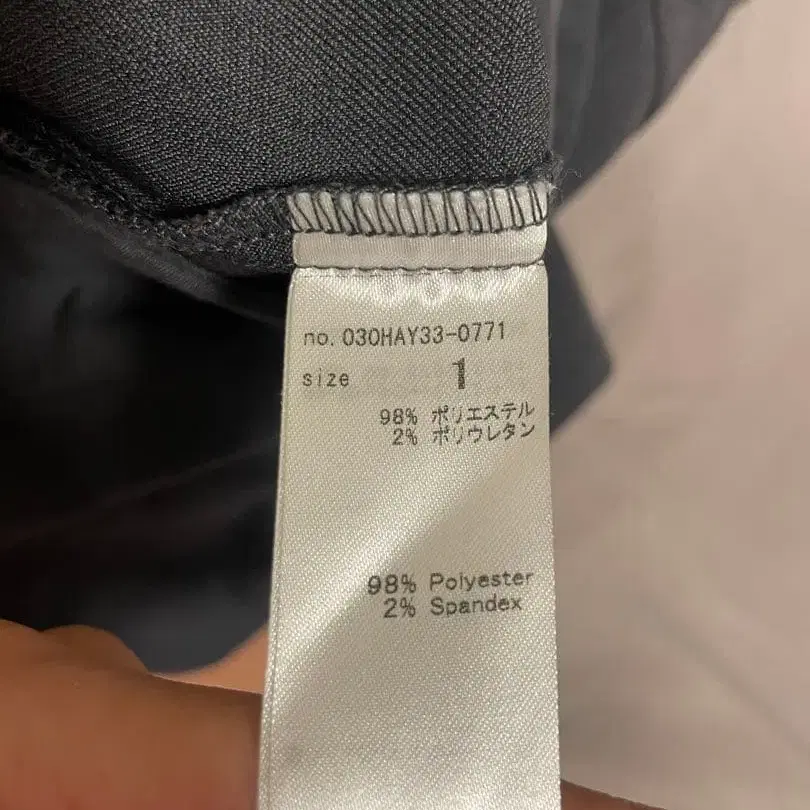 no. 030HAY33-0771
size 1
98% ポリエステル
2% ポリウレタン
98% Polyester
2% Spandex